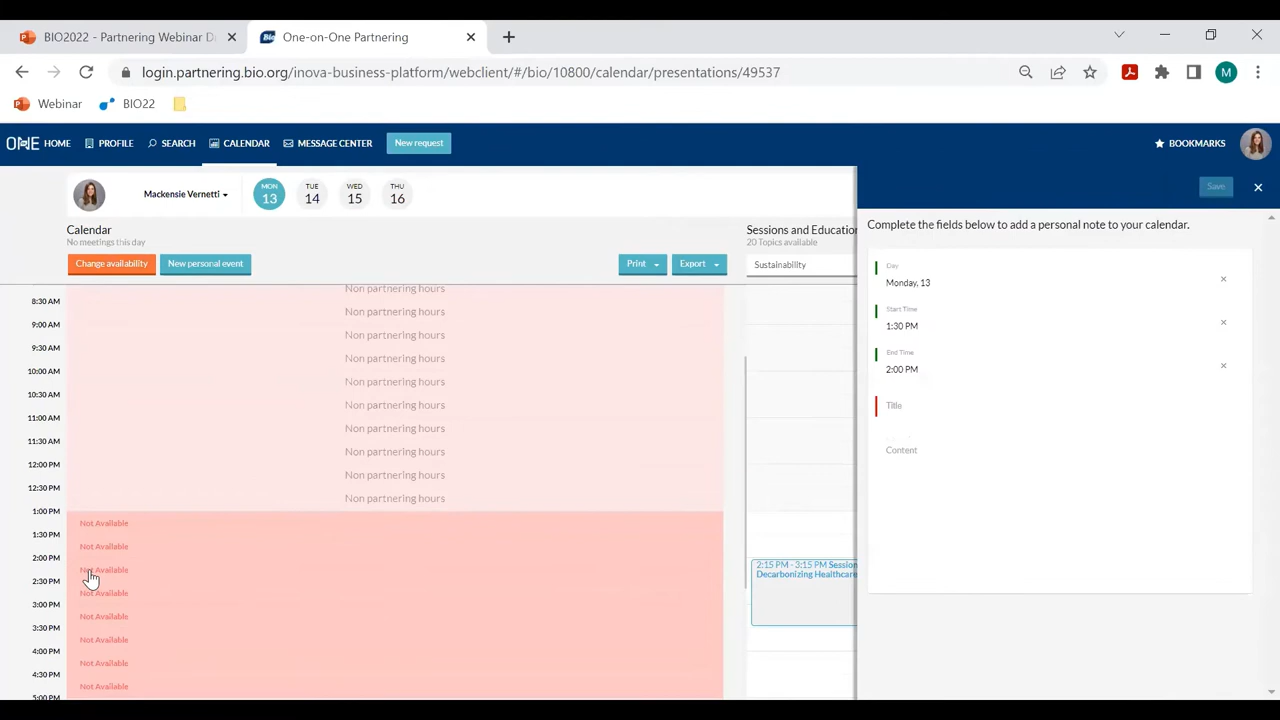 BIO2022 - Partnering Webinar D
One-on-One Partnering
login.partnering.bio.org/inova-business-platform/webclient/#/bio/10800/calendar/presentations/49537
M
Webinar
BIO22
ONE
HOME
PROFILE
SEARCH
CALENDAR
MESSAGE CENTER
New request
BOOKMARKS
Mackensie Vernetti
MON
13
TUE
14
WED
15
THU
16
Save
Calendar
No meetings this day
Change availability
New personal event
Print
Export
Sessions and Education
20 Topics available
Sustainability
Complete the fields below to add a personal note to your calendar.
Day
Monday, 13
Start Time
1:30 PM
End Time
2:00 PM
Title
Content
Non partnering hours
8:30 AM
Non partnering hours
9:00 AM
Non partnering hours
9:30 AM
Non partnering hours
10:00 AM
Non partnering hours
10:30 AM
Non partnering hours
11:00 AM
Non partnering hours
11:30 AM
Non partnering hours
12:00 PM
Non partnering hours
12:30 PM
Non partnering hours
1:00 PM
Not Available
1:30 PM
Not Available
2:00 PM
Not Available
2:30 PM
Not Available
3:00 PM
Not Available
3:30 PM
Not Available
4:00 PM
Not Available
4:30 PM
Not Available
5:00 PM
2:15 PM - 3:15 PM Session
Decarbonizing Healthcare